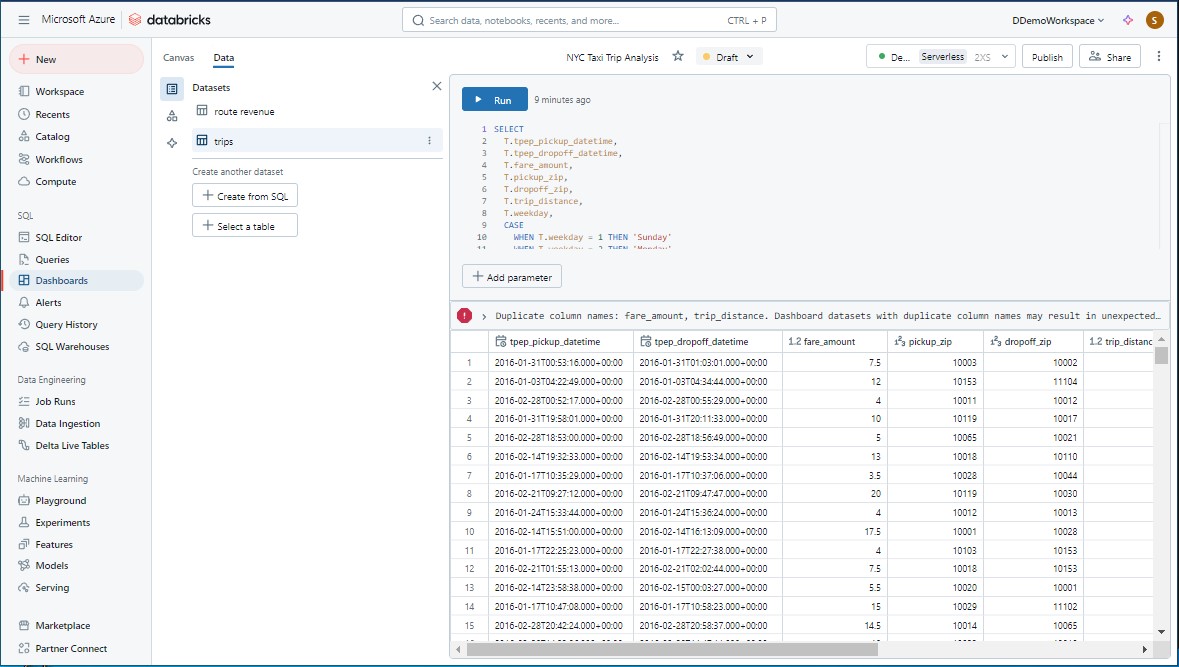 Microsoft Azure databricks Search data, notebooks, recents, and more... CTRL + P DDemoWorkspace S
New
Workspace
Recents
Catalog
Workflows
Compute
SQL
SQL Editor
Queries
Dashboards
Alerts
Query History
SQL Warehouses
Data Engineering
Job Runs
Data Ingestion
Delta Live Tables
Machine Learning
Playground
Experiments
Features
Models
Serving
Marketplace
Partner Connect
Canvas Data NYC Taxi Trip Analysis Draft De... Serverless 2XS Publish Share
Datasets
route revenue
trips
Create another dataset
Create from SQL
Select a table
Run 9 minutes ago
1 SELECT
2 T.tpep_pickup_datetime,
3 T.tpep_dropoff_datetime,
4 T.fare_amount,
5 T.pickup_zip,
6 T.dropoff_zip,
7 T.trip_distance,
8 T.weekday,
9 CASE
10 WHEN T.weekday = 1 THEN 'Sunday'
11 WHEN T.weekday = 2 THEN 'Monday'
Add parameter
Duplicate column names: fare_amount, trip_distance. Dashboard datasets with duplicate column names may result in unexpected…
tpep_pickup_datetime tpep_dropoff_datetime 1.2 fare_amount 123 pickup_zip 123 dropoff_zip 1.2 trip_distanc
1 2016-01-31T00:53:16.000+00:00 2016-01-31T01:03:01.000+00:00 7.5 10003 10002
2 2016-01-03T04:22:49.000+00:00 2016-01-03T04:34:44.000+00:00 12 10153 11104
3 2016-02-28T00:52:17.000+00:00 2016-02-28T00:55:29.000+00:00 4 10011 10012
4 2016-01-31T19:58:01.000+00:00 2016-01-31T20:11:33.000+00:00 10 10119 10017
5 2016-02-28T18:53:00.000+00:00 2016-02-28T18:56:49.000+00:00 5 10065 10021
6 2016-02-14T19:32:33.000+00:00 2016-02-14T19:53:34.000+00:00 13 10018 10110
7 2016-01-17T10:35:29.000+00:00 2016-01-17T10:37:06.000+00:00 3.5 10028 10044
8 2016-02-21T09:27:12.000+00:00 2016-02-21T09:47:47.000+00:00 20 10119 10030
9 2016-01-24T15:33:44.000+00:00 2016-01-24T15:36:24.000+00:00 4 10012 10013
10 2016-02-14T15:51:00.000+00:00 2016-02-14T16:13:09.000+00:00 17.5 10001 10028
11 2016-01-17T22:25:23.000+00:00 2016-01-17T22:27:38.000+00:00 4 10103 10153
12 2016-02-21T01:55:13.000+00:00 2016-02-21T02:02:44.000+00:00 7.5 10018 10153
13 2016-02-14T23:58:38.000+00:00 2016-02-15T00:03:27.000+00:00 5.5 10020 10001
14 2016-01-17T10:47:08.000+00:00 2016-01-17T10:58:23.000+00:00 15 10029 11102
15 2016-02-28T20:42:24.000+00:00 2016-02-28T20:58:37.000+00:00 14.5 10014 10065